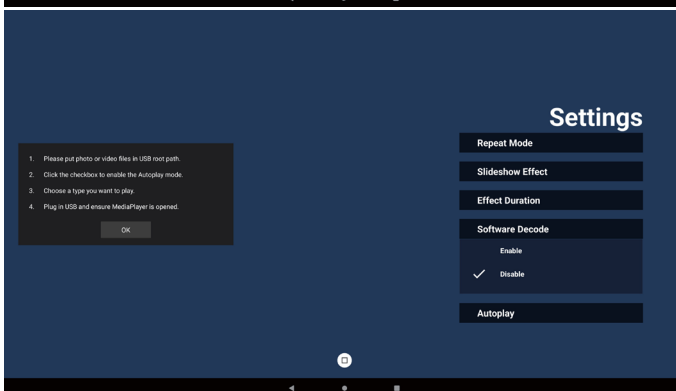 Settings
1. Please put photo or video files in USB root path.
2. Click the checkbox to enable the Autoplay mode.
3. Choose a type you want to play.
4. Plug in USB and ensure MediaPlayer is opened.
OK
Repeat Mode
Slideshow Effect
Effect Duration
Software Decode
Enable
Disable
Autoplay